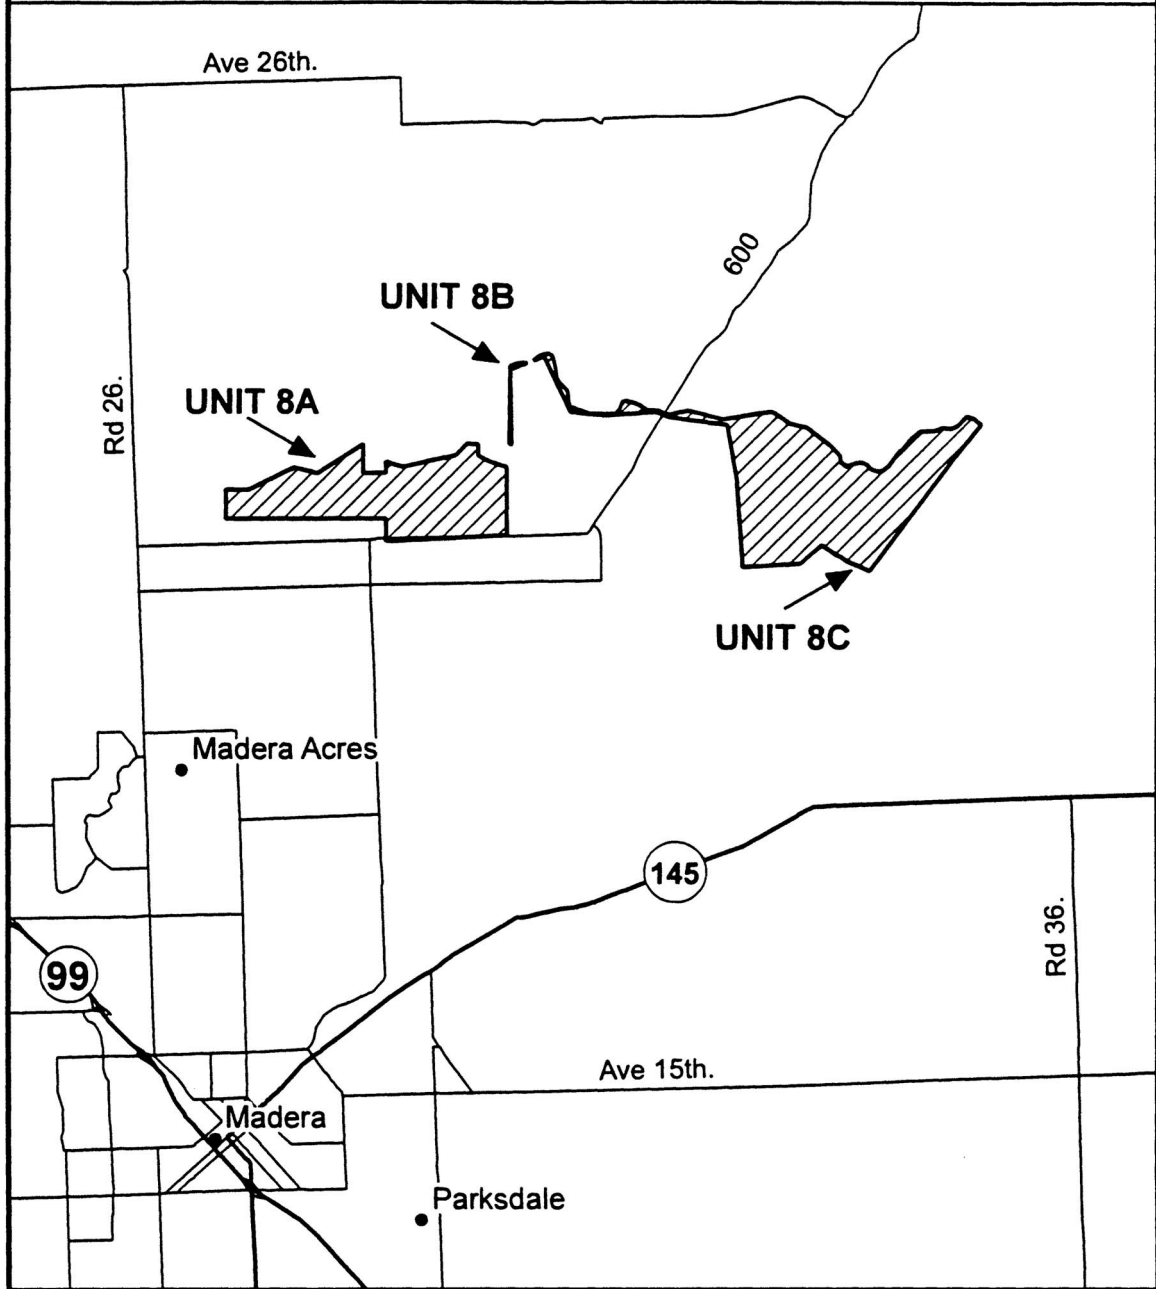 Ave 26th.
600
UNIT 8B
Rd 26.
UNIT 8A
UNIT 8C
Madera Acres
145
Rd 36.
99
Ave 15th.
Madera
Parksdale